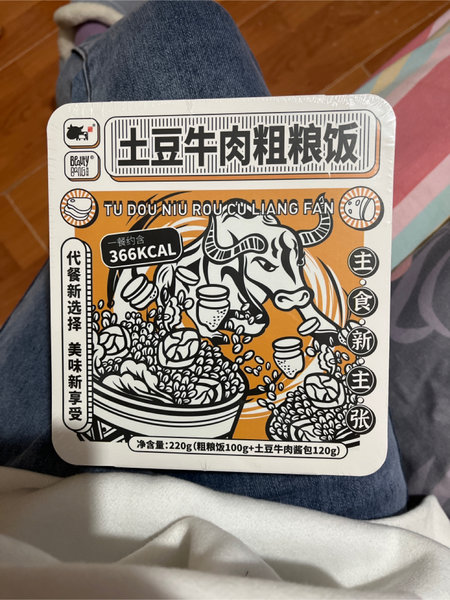 土豆牛肉粗粮饭
TU DOU NIU ROU CU LIANG FAN
一餐约含
366KCAL
代餐新选择 美味新享受
主·食·新·主·张
净含量:220g(粗粮饭100g+土豆牛肉酱包120g)